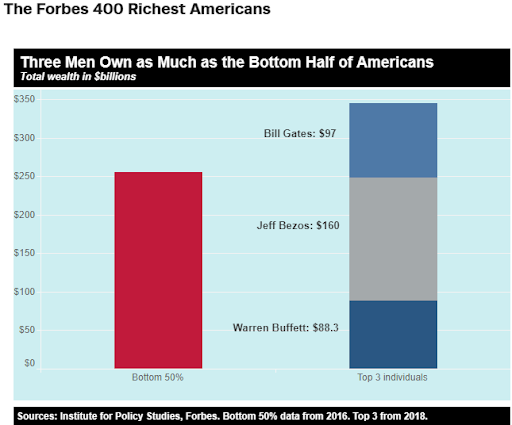 The Forbes 400 Richest Americans
Three Men Own as Much as the Bottom Half of Americans
Total wealth in $billions
$350
$300
$250
$200
$150
$100
$50
$0
Bill Gates: $97
Jeff Bezos: $160
Warren Buffett: $88.3
Bottom 50%
Top 3 individuals
Sources: Institute for Policy Studies, Forbes. Bottom 50% data from 2016. Top 3 from 2018.